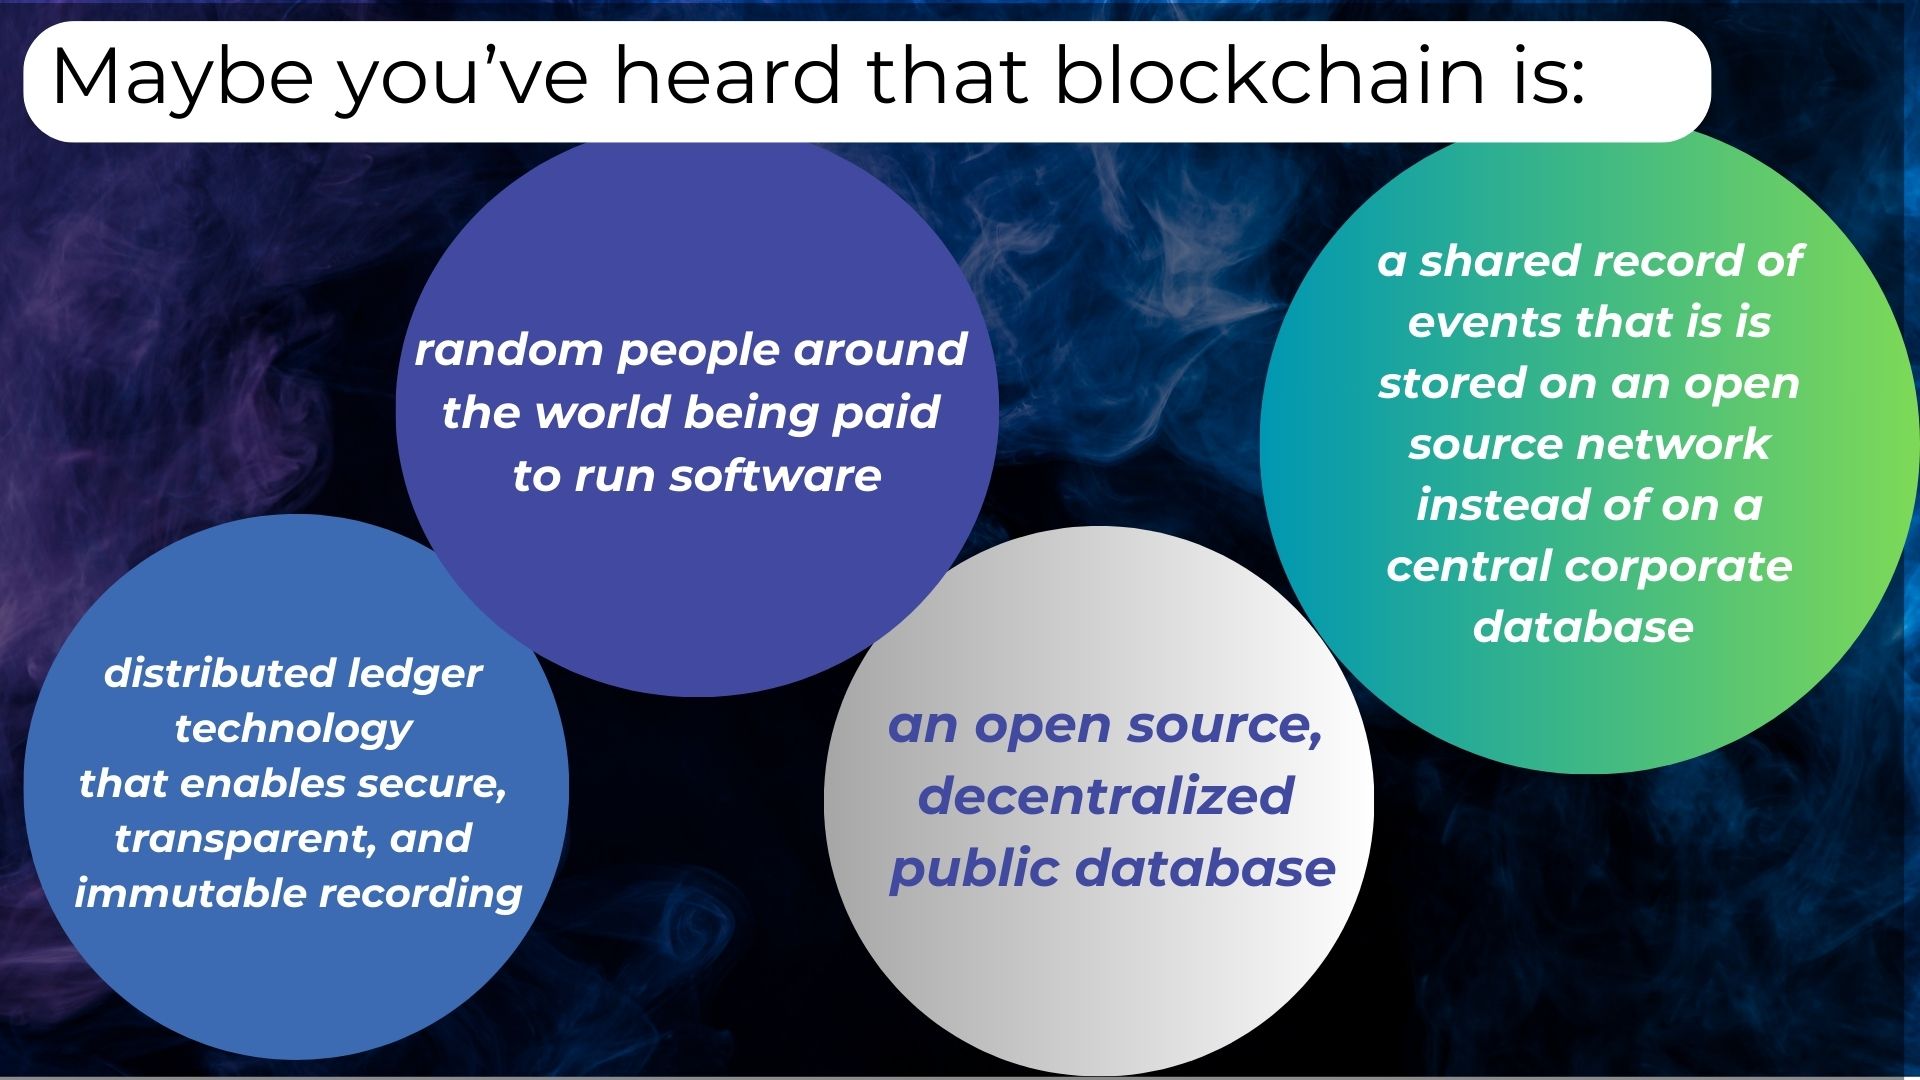 Maybe you’ve heard that blockchain is:
random people around
the world being paid
to run software
a shared record of
events that is is
stored on an open
source network
instead of on a
central corporate
database
distributed ledger
technology
that enables secure,
transparent, and
immutable recording
an open source,
decentralized
public database